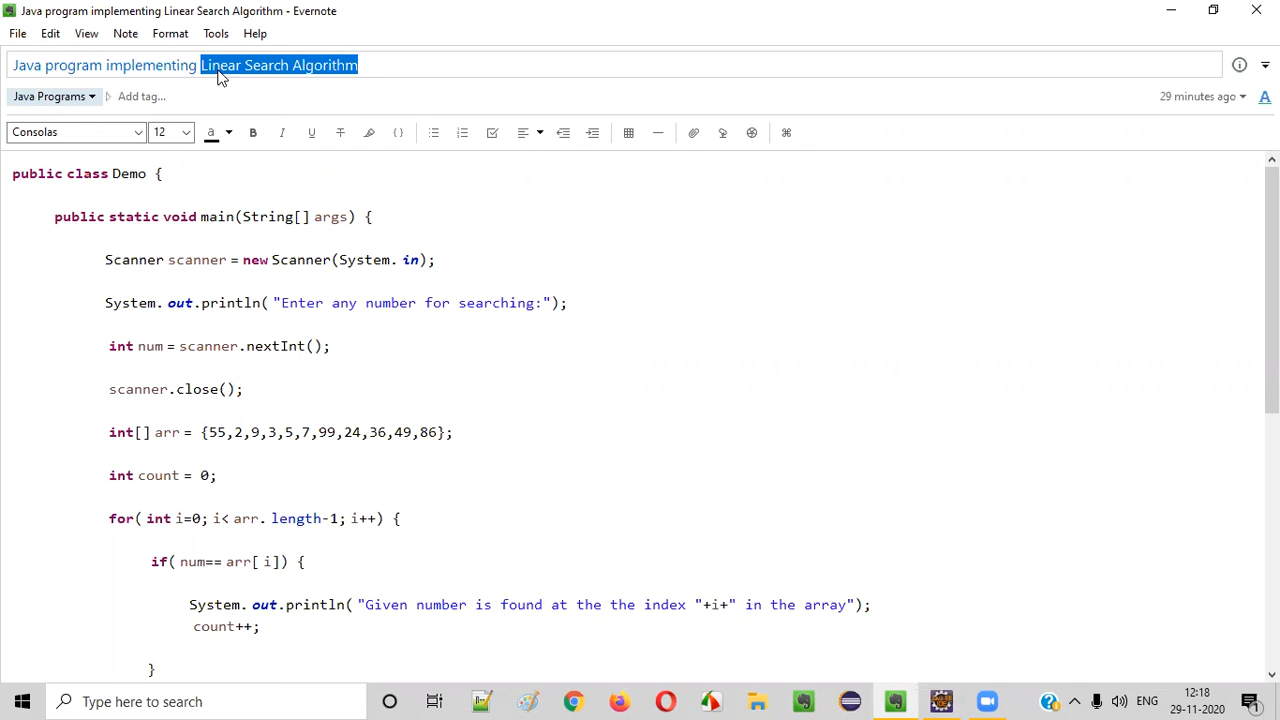 Java program implementing Linear Search Algorithm - Evernote
File Edit View Note Format Tools Help
Java program implementing Linear Search Algorithm
Java Programs Add tag... 29 minutes ago
Consolas 12
public class Demo {
public static void main(String[] args) {
Scanner scanner = new Scanner(System. in);
System. out.println( "Enter any number for searching:");
int num = scanner.nextInt();
scanner.close();
int[] arr = {55,2,9,3,5,7,99,24,36,49,86};
int count = 0;
for( int i=0; i< arr. length-1; i++) {
if( num== arr[ i]) {
System. out.println( "Given number is found at the the index "+i+" in the array");
count++;
}
Type here to search
ENG
12:18
29-11-2020